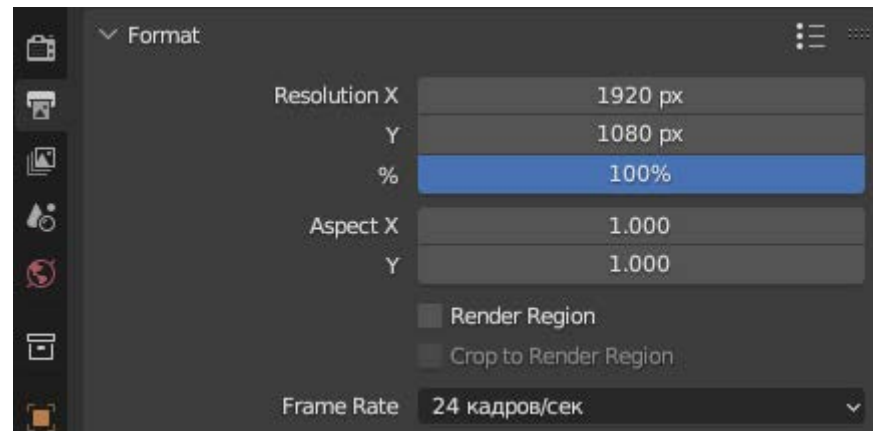 Format
Resolution X 1920 px
Y 1080 px
% 100%
Aspect X 1.000
Y 1.000
Render Region
Crop to Render Region
Frame Rate 24 кадров/сек